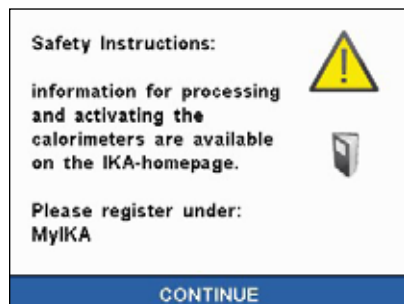 Safety Instructions:
information for processing
and activating the
calorimeters are available
on the IKA-homepage.
Please register under:
MyIKA
CONTINUE